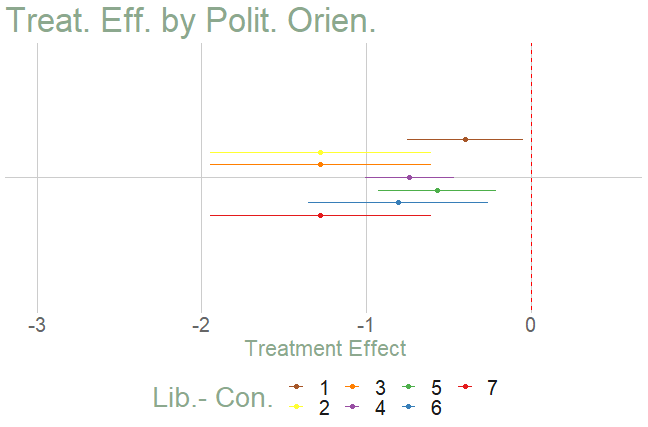 Treat. Eff. by Polit. Orien.
-3 -2 -1 0
Treatment Effect
Lib.- Con. 1 3 5 7
2 4 6